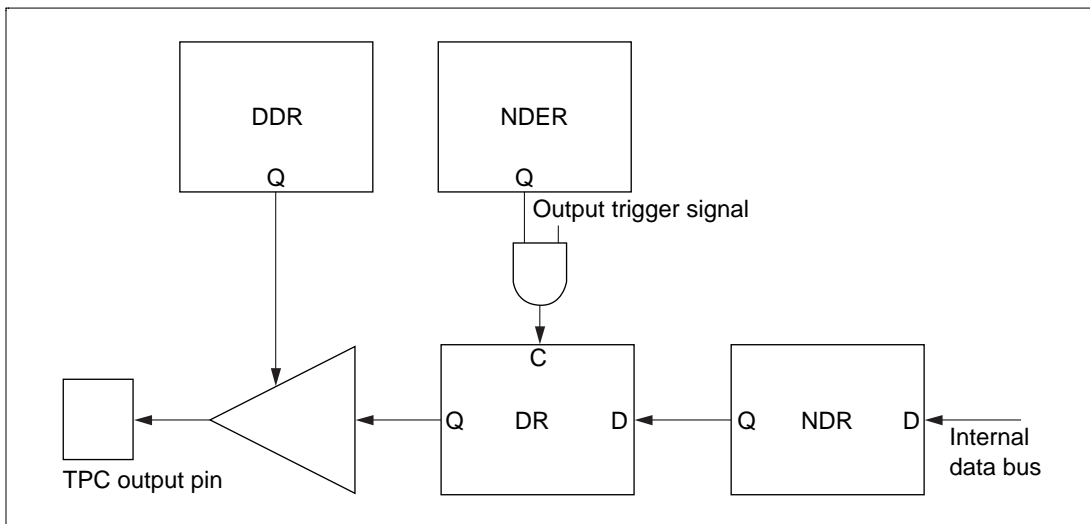 DDR
Q
NDER
Q
Output trigger signal
C
Q
DR
D
Q
NDR
D
Internal
data bus
TPC output pin